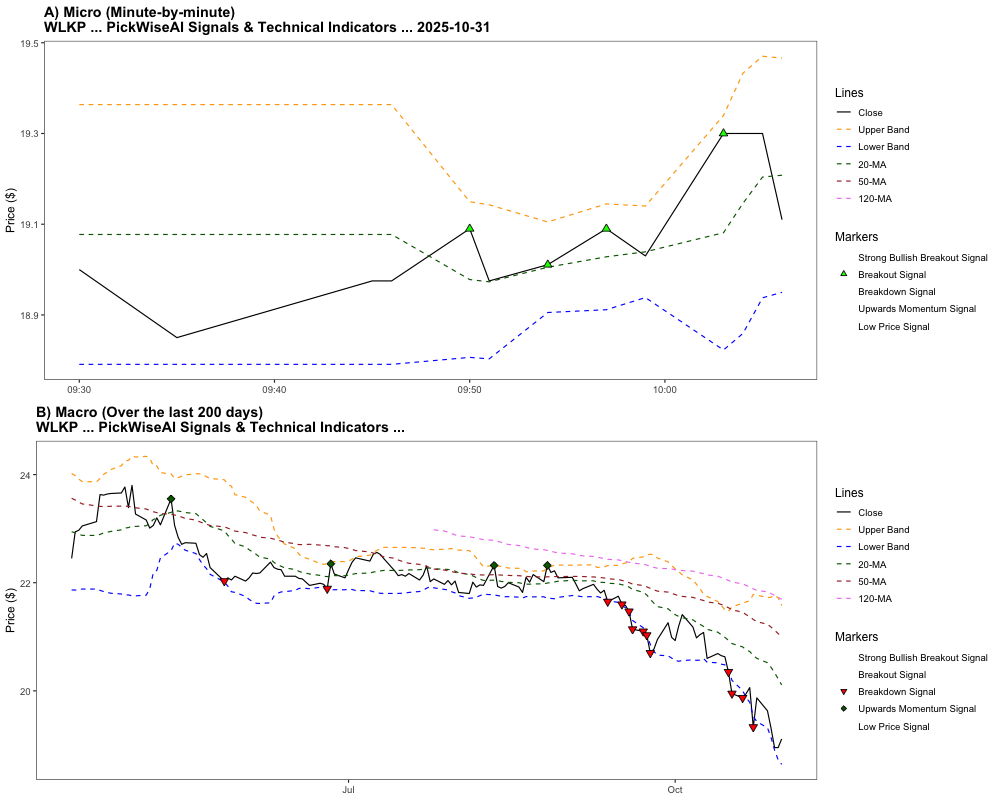 A) Micro (Minute-by-minute)
WLKP ... PickWiseAI Signals & Technical Indicators ... 2025-10-31
Price ($)
19.5
19.3
19.1
18.9
09:30
09:40
09:50
10:00
Lines
Close
Upper Band
Lower Band
20-MA
50-MA
120-MA
Markers
Strong Bullish Breakout Signal
Breakout Signal
Breakdown Signal
Upwards Momentum Signal
Low Price Signal
B) Macro (Over the last 200 days)
WLKP ... PickWiseAI Signals & Technical Indicators ...
Price ($)
24
22
20
Jul
Oct
Lines
Close
Upper Band
Lower Band
20-MA
50-MA
120-MA
Markers
Strong Bullish Breakout Signal
Breakout Signal
Breakdown Signal
Upwards Momentum Signal
Low Price Signal